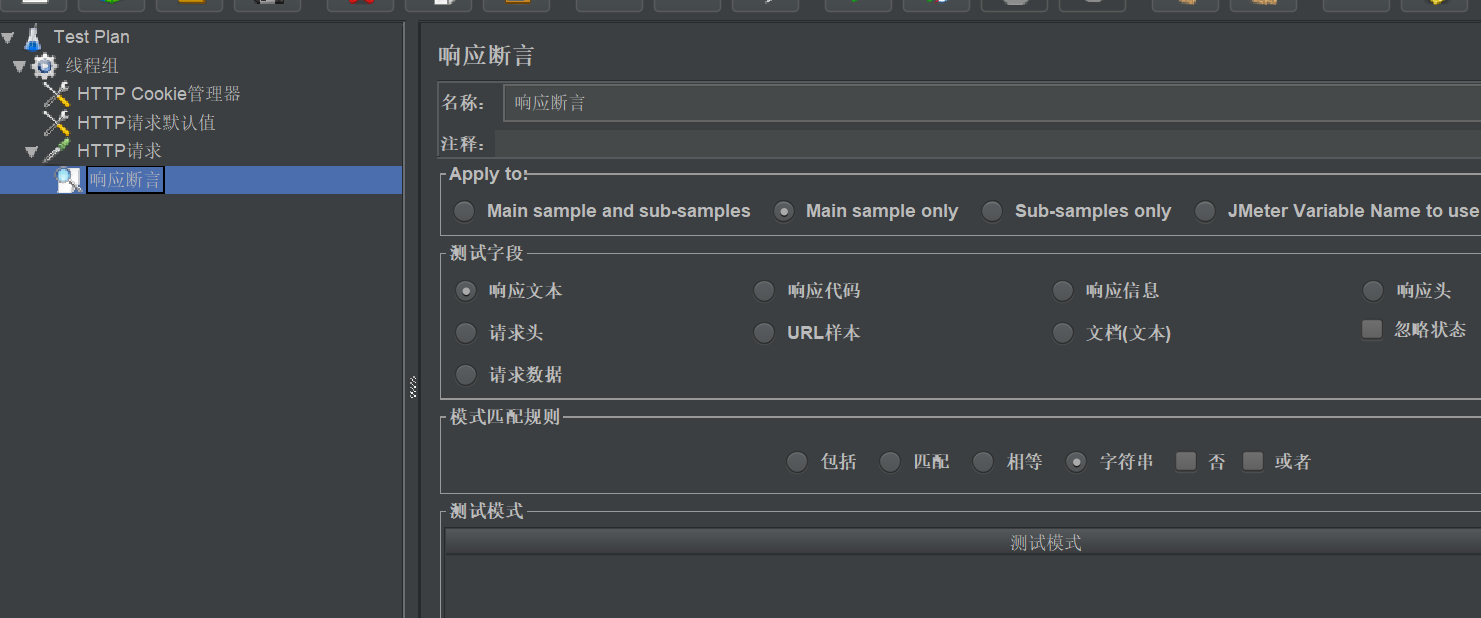 Test Plan
线程组
HTTP Cookie管理器
HTTP请求默认值
HTTP请求
响应断言
响应断言
名称： 响应断言
注释：
Apply to:
Main sample and sub-samples Main sample only Sub-samples only JMeter Variable Name to use
测试字段
响应文本 响应代码 响应信息 响应头
请求头 URL样本 文档(文本) 忽略状态
请求数据
模式匹配规则
包括 匹配 相等 字符串 否 或者
测试模式
测试模式